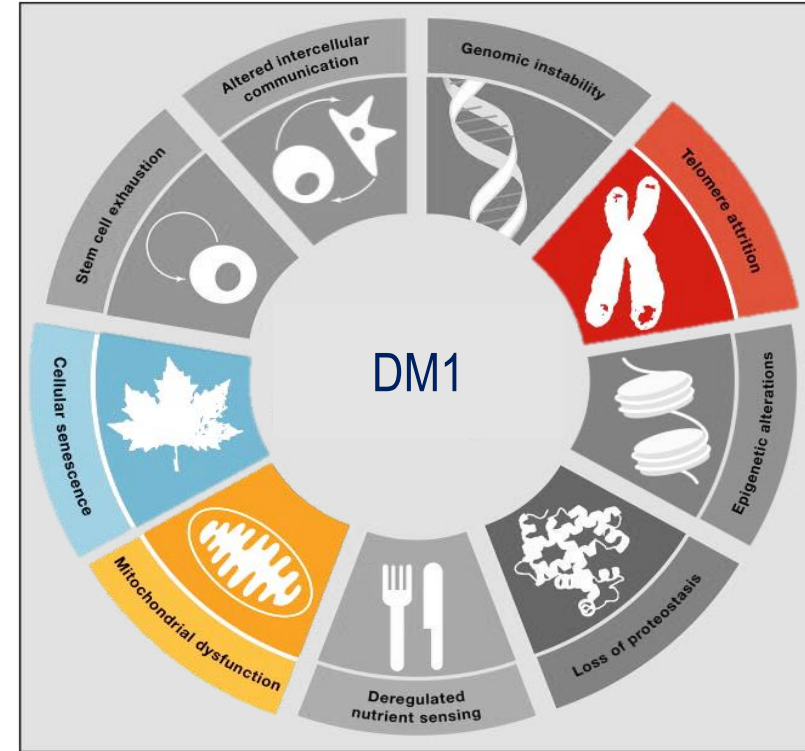 Altered intercellular
communication
Genomic instability
Telomere attrition
Epigenetic alterations
Loss of proteostasis
Deregulated
nutrient sensing
Mitochondrial dysfunction
Cellular senescence
Stem cell exhaustion
DM1